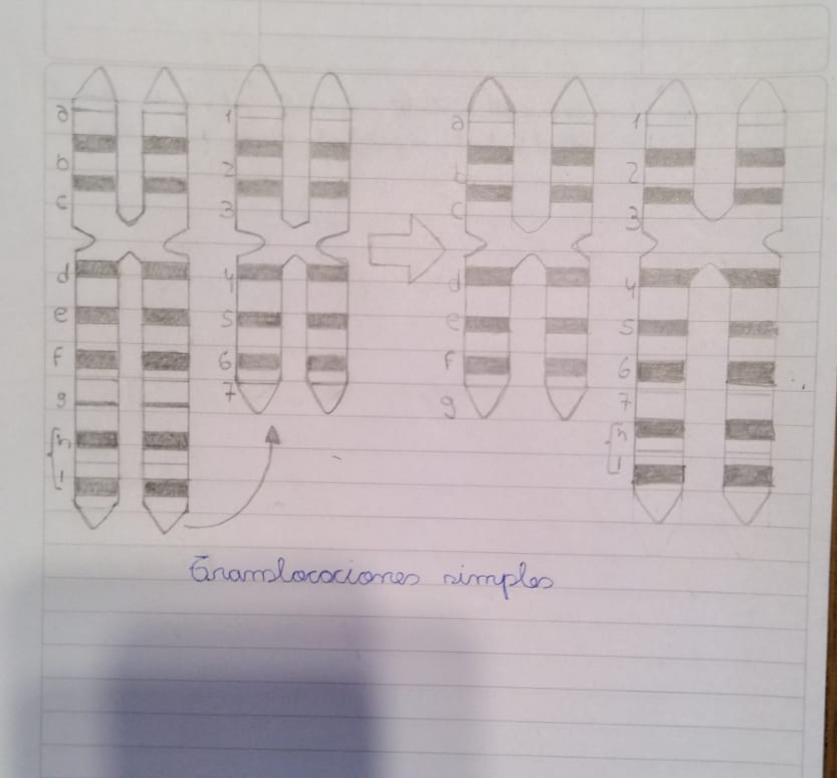 a 1 a 1
b 2 b 2
c 3 c 3
d 4 d 4
e 5 e 5
f 6 f 6
g 7 g 7
h h
i i
Translocaciones simples